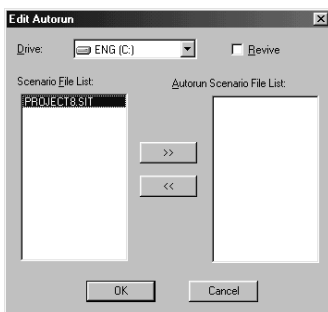 Edit Autorun
Drive: ENG (C:) Revive
Scenario File List: Autorun Scenario File List:
PROJECT8.SIT
>>
<<
OK Cancel